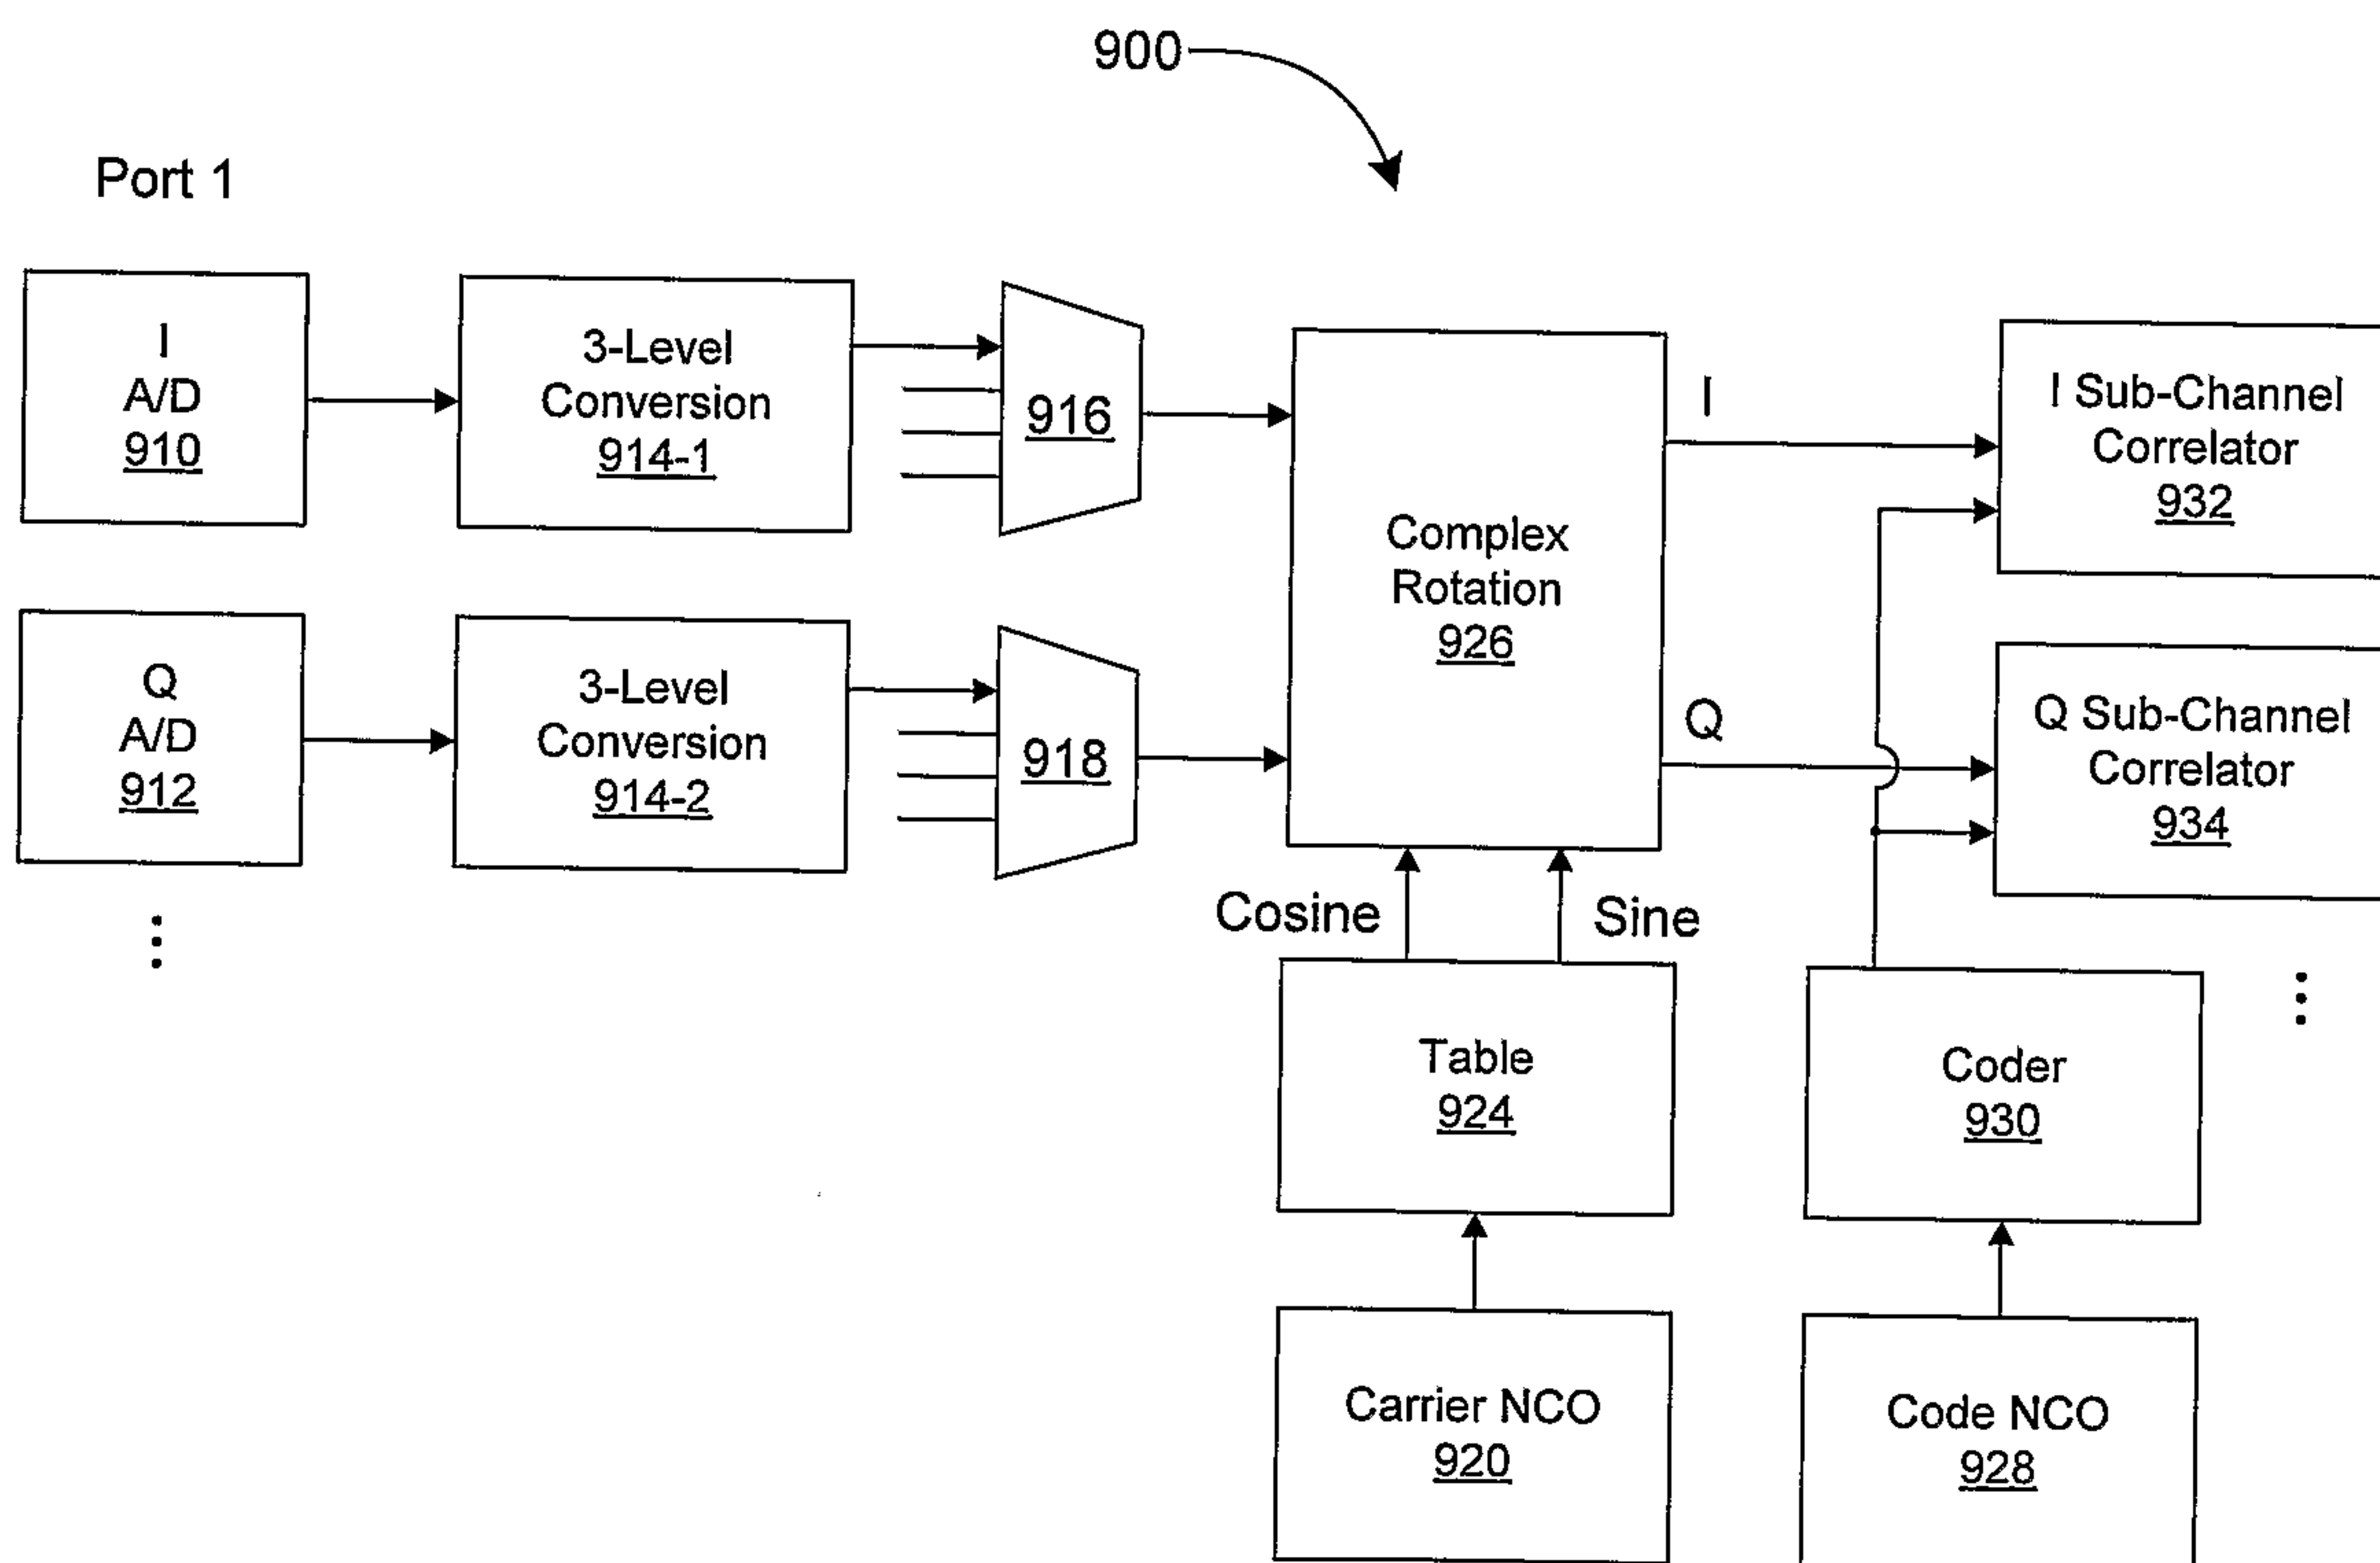 900
Port 1
I
A/D
910
3-Level
Conversion
914-1
916
Complex
Rotation
926
I
I Sub-Channel
Correlator
932
Q
A/D
912
3-Level
Conversion
914-2
918
Q
Q Sub-Channel
Correlator
934
Cosine
Sine
Table
924
Coder
930
Carrier NCO
920
Code NCO
928